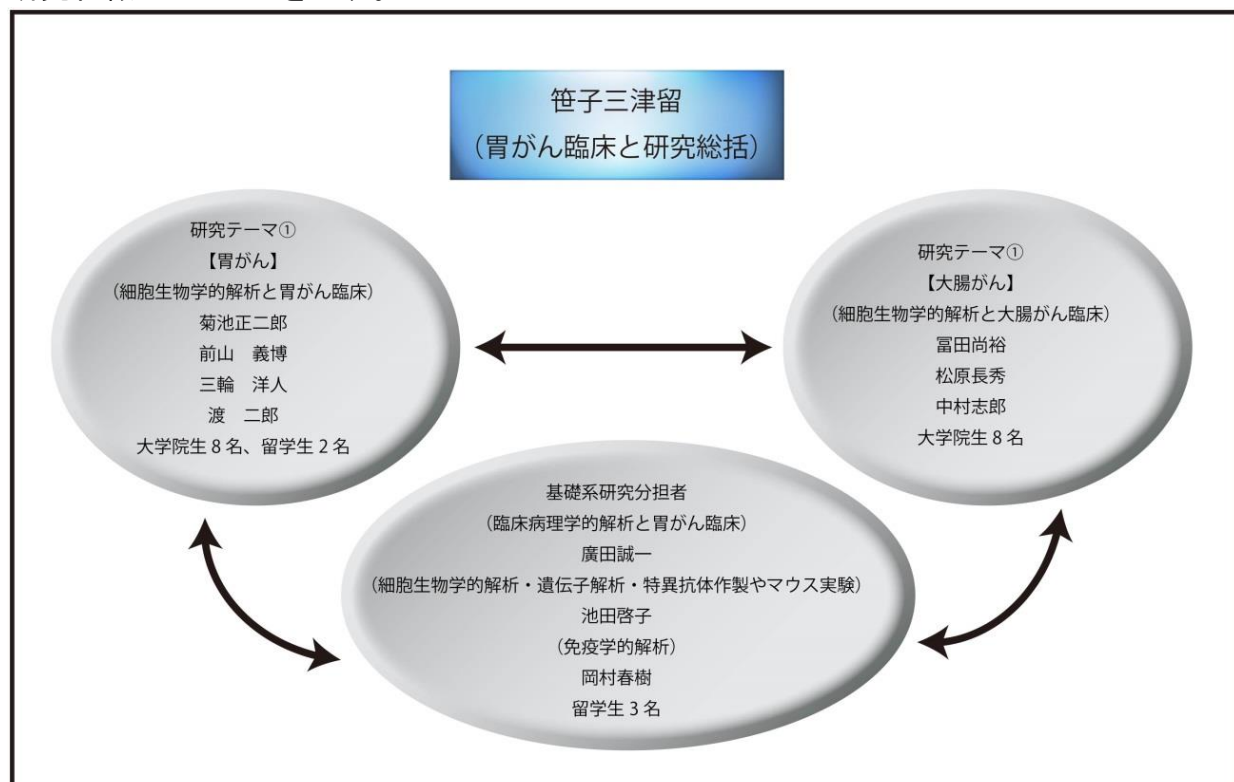 笹子三津留
(胃がん臨床と研究総括)
研究テーマ①
【胃がん】
(細胞生物学的解析と胃がん臨床)
菊池正二郎
前山　義博
三輪　洋人
渡　二郎
大学院生 8 名、留学生 2 名
研究テーマ①
【大腸がん】
(細胞生物学的解析と大腸がん臨床)
冨田尚裕
松原長秀
中村志郎
大学院生 8 名
基礎系研究分担者
(臨床病理学的解析と胃がん臨床)
廣田誠一
(細胞生物学的解析・遺伝子解析・特異抗体作製やマウス実験)
池田啓子
(免疫学的解析)
岡村春樹
留学生 3 名